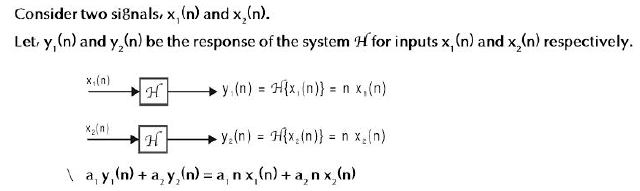 Consider two signals, x₁(n) and x₂(n).
Let, y₁(n) and y₂(n) be the response of the system ℋ for inputs x₁(n) and x₂(n) respectively.
x₁(n) ℋ y₁(n) = ℋ{x₁(n)} = n x₁(n)
x₂(n) ℋ y₂(n) = ℋ{x₂(n)} = n x₂(n)
\ a₁ y₁(n) + a₂ y₂(n) = a₁ n x₁(n) + a₂ n x₂(n)